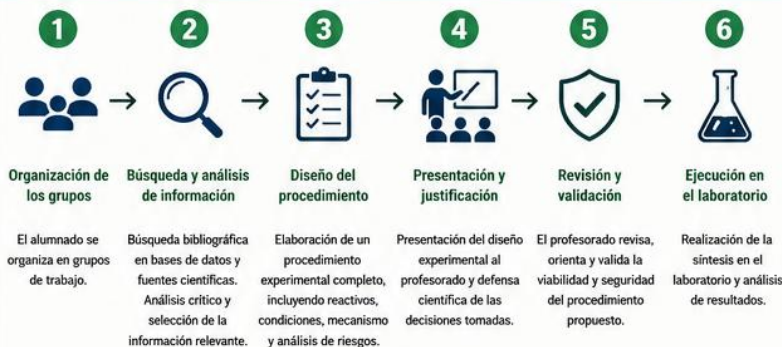 1
2
3
4
5
6
Organización de
los grupos
Búsqueda y análisis
de información
Diseño del
procedimiento
Presentación y
justificación
Revisión y
validación
Ejecución en
el laboratorio
El alumnado se
organiza en grupos
de trabajo.
Búsqueda bibliográfica
en bases de datos y
fuentes científicas.
Análisis crítico y
selección de la
información relevante.
Elaboración de un
procedimiento
experimental completo,
incluyendo reactivos,
condiciones, mecanismo
y análisis de riesgos.
Presentación del diseño
experimental al
profesorado y defensa
científica de las
decisiones tomadas.
El profesorado revisa,
orienta y valida la
viabilidad y seguridad
del procedimiento
propuesto.
Realización de la
síntesis en el
laboratorio y análisis
de resultados.